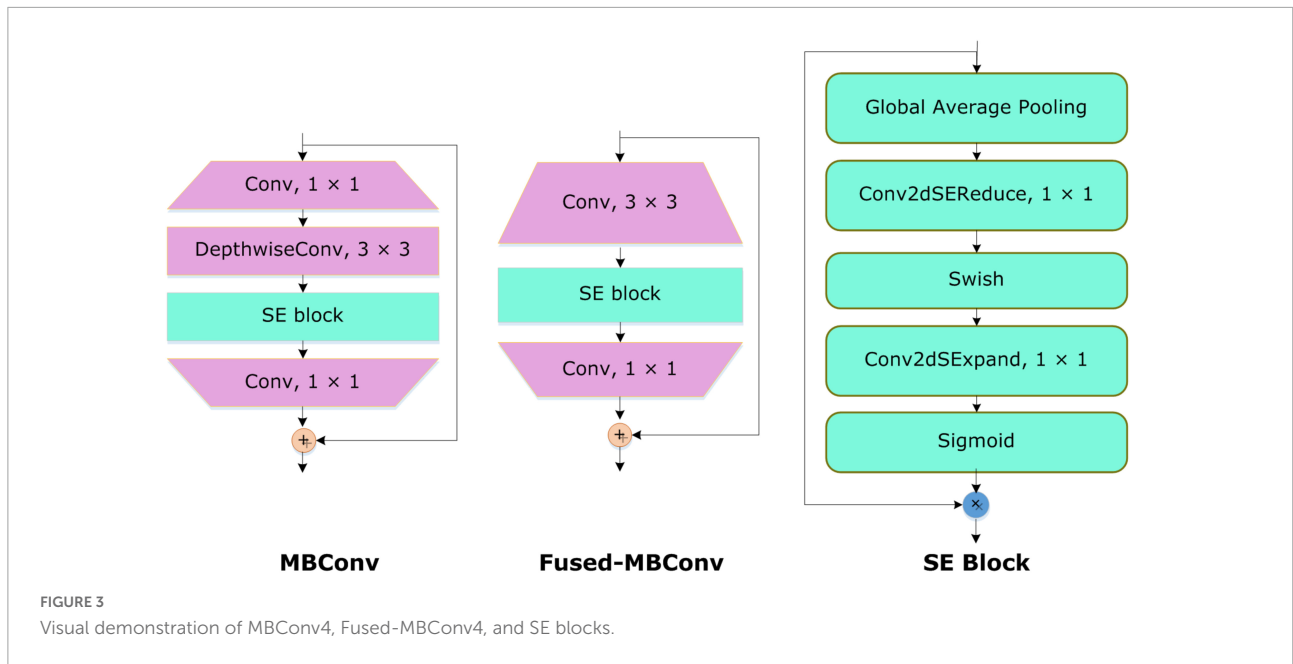 Conv, 1 × 1
DepthwiseConv, 3 × 3
SE block
Conv, 1 × 1
+
MBConv
Conv, 3 × 3
SE block
Conv, 1 × 1
+
Fused-MBConv
Global Average Pooling
Conv2dSEReduce, 1 × 1
Swish
Conv2dSExpand, 1 × 1
Sigmoid
×
SE Block
FIGURE 3
Visual demonstration of MBConv4, Fused-MBConv4, and SE blocks.